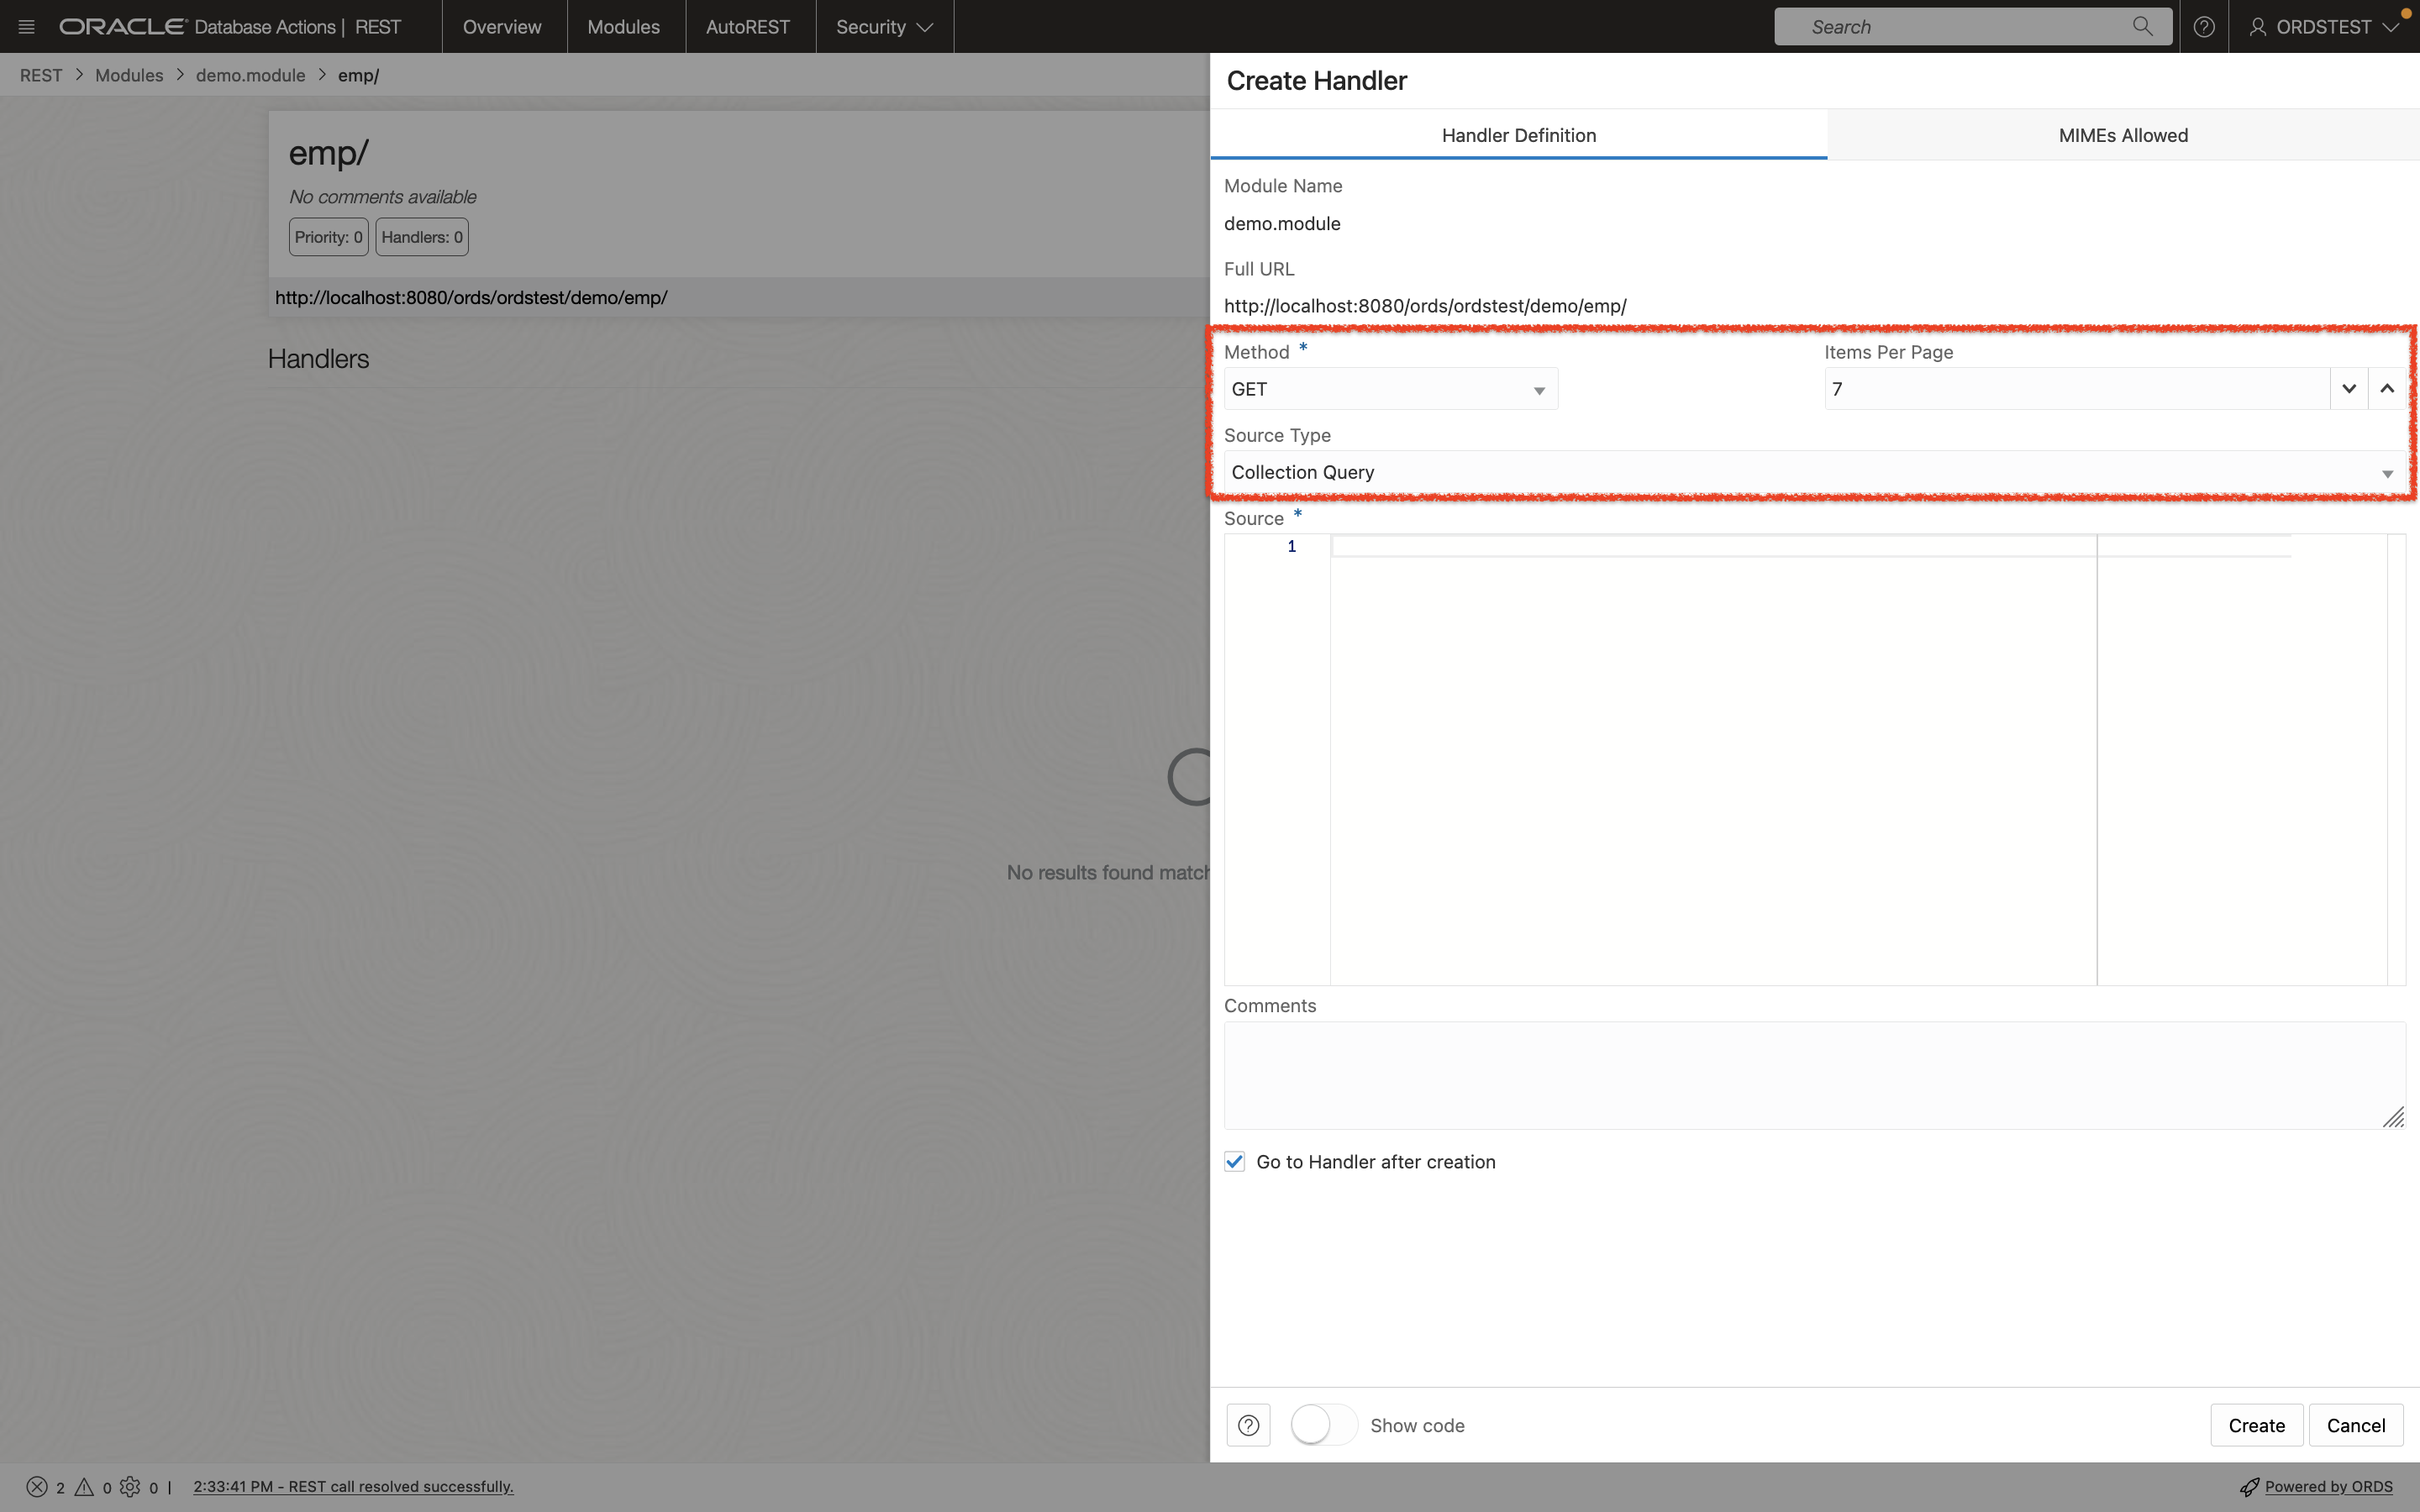 ORACLE Database Actions | REST Overview Modules AutoREST Security Search ORDSTEST
REST > Modules > demo.module > emp/
emp/
No comments available
Priority: 0 Handlers: 0
http://localhost:8080/ords/ordstest/demo/emp/
Handlers
No results found match
Create Handler
Handler Definition MIMEs Allowed
Module Name
demo.module
Full URL
http://localhost:8080/ords/ordstest/demo/emp/
Method * Items Per Page
GET 7
Source Type
Collection Query
Source *
1
Comments
Go to Handler after creation
Show code Create Cancel
2 0 0 | 2:33:41 PM - REST call resolved successfully. Powered by ORDS